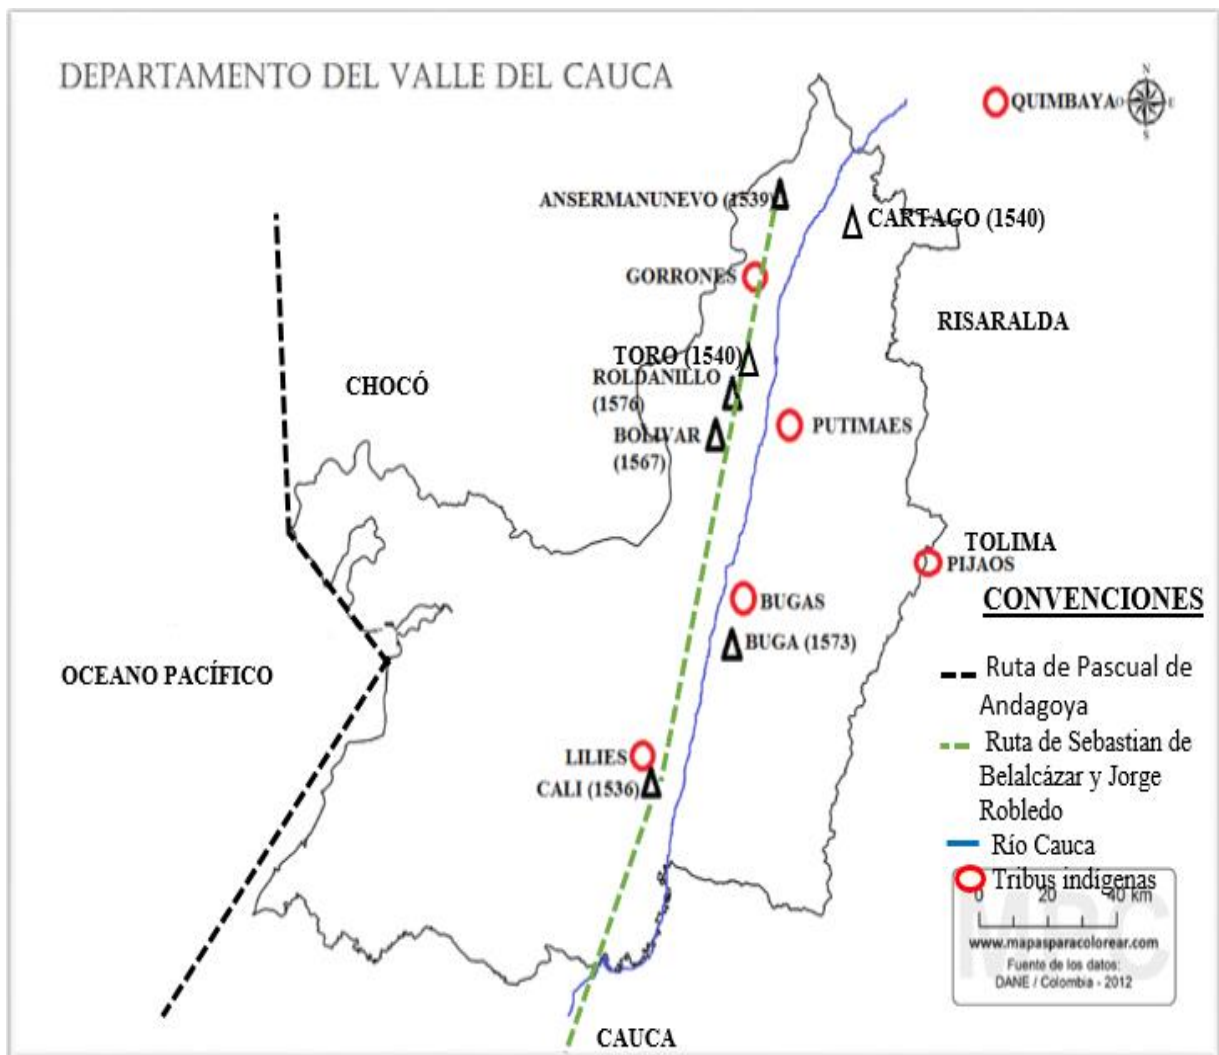 DEPARTAMENTO DEL VALLE DEL CAUCA
QUIMBAYA
N
O
E
S
ANSERMANUNEVO (1539)
CARTAGO (1540)
GORRONES
RISARALDA
TORO (1540)
CHOCÓ
ROLDANILLO
(1576)
BOLIVAR
(1567)
PUTIMAES
TOLIMA
PIJAOS
BUGAS
BUGA (1573)
OCEANO PACÍFICO
LILIES
CALI (1536)
CAUCA
CONVENCIONES
Ruta de Pascual de
Andagoya
Ruta de Sebastian de
Belalcázar y Jorge
Robledo
Río Cauca
Tribus indígenas
0 20 40 km
MPC
www.mapasparacolorear.com
Fuente de los datos:
DANE / Colombia - 2012